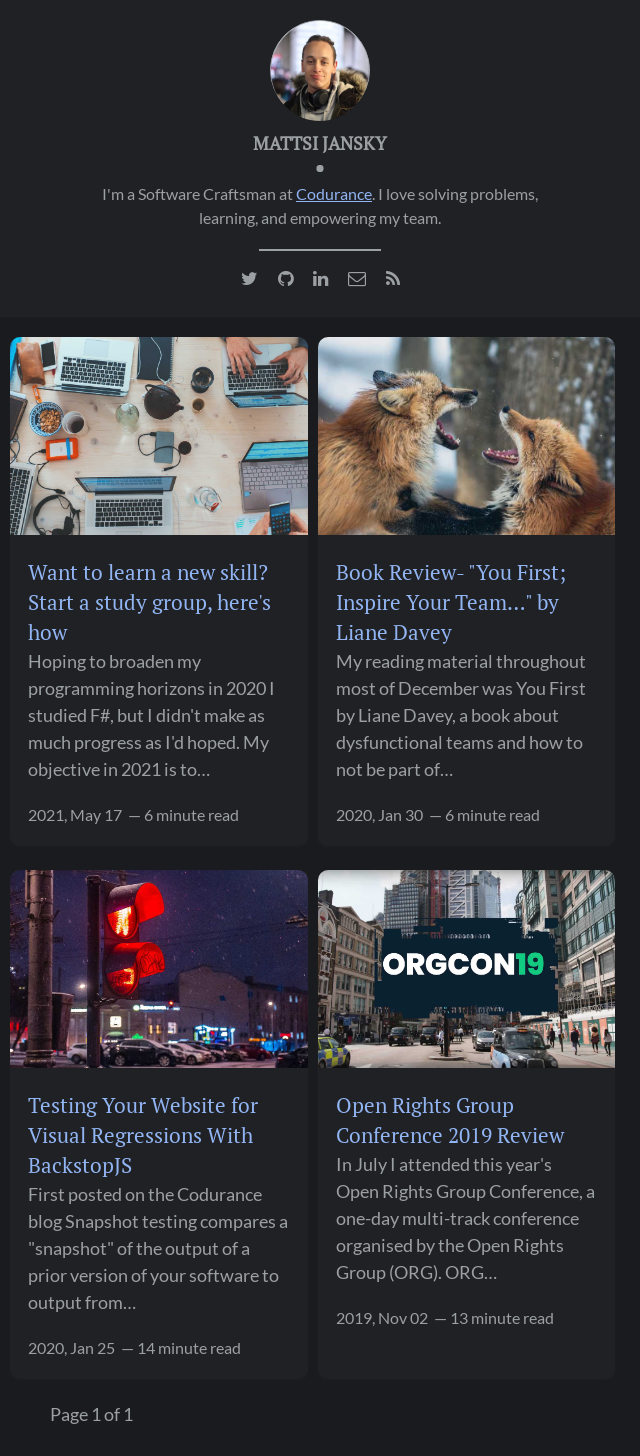 MATTSI JANSKY
I'm a Software Craftsman at Codurance. I love solving problems,
learning, and empowering my team.
Want to learn a new skill?
Start a study group, here's
how
Hoping to broaden my
programming horizons in 2020 I
studied F#, but I didn't make as
much progress as I'd hoped. My
objective in 2021 is to…
2021, May 17 — 6 minute read
Book Review- "You First;
Inspire Your Team..." by
Liane Davey
My reading material throughout
most of December was You First
by Liane Davey, a book about
dysfunctional teams and how to
not be part of…
2020, Jan 30 — 6 minute read
Testing Your Website for
Visual Regressions With
BackstopJS
First posted on the Codurance
blog Snapshot testing compares a
"snapshot" of the output of a
prior version of your software to
output from…
2020, Jan 25 — 14 minute read
ORGCON19
Open Rights Group
Conference 2019 Review
In July I attended this year's
Open Rights Group Conference, a
one-day multi-track conference
organised by the Open Rights
Group (ORG). ORG…
2019, Nov 02 — 13 minute read
Page 1 of 1